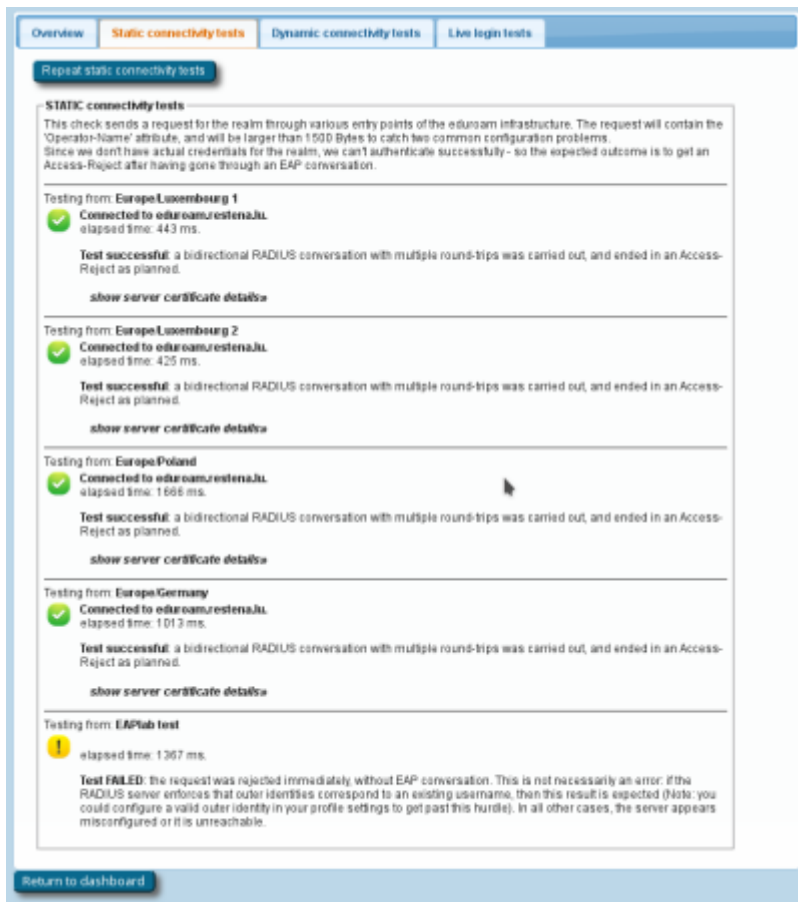 Overview
Static connectivity tests
Dynamic connectivity tests
Live login tests
Repeat static connectivity tests
STATIC connectivity tests
This check sends a request for the realm through various entry points of the eduroam infrastructure. The request will contain the
'Operator-Name' attribute, and will be larger than 1500 Bytes to catch two common configuration problems.
Since we don't have actual credentials for the realm, we can't authenticate successfully - so the expected outcome is to get an
Access-Reject after having gone through an EAP conversation.
Testing from: Europe/Luxembourg 1
Connected to eduroam.restena.lu.
elapsed time: 443 ms.
Test successful: a bidirectional RADIUS conversation with multiple round-trips was carried out, and ended in an Access-
Reject as planned.
show server certificate details»
Testing from: Europe/Luxembourg 2
Connected to eduroam.restena.lu.
elapsed time: 425 ms.
Test successful: a bidirectional RADIUS conversation with multiple round-trips was carried out, and ended in an Access-
Reject as planned.
show server certificate details»
Testing from: Europe/Poland
Connected to eduroam.restena.lu.
elapsed time: 1666 ms.
Test successful: a bidirectional RADIUS conversation with multiple round-trips was carried out, and ended in an Access-
Reject as planned.
show server certificate details»
Testing from: Europe/Germany
Connected to eduroam.restena.lu.
elapsed time: 1013 ms.
Test successful: a bidirectional RADIUS conversation with multiple round-trips was carried out, and ended in an Access-
Reject as planned.
show server certificate details»
Testing from: EAPlab test
elapsed time: 1367 ms.
Test FAILED: the request was rejected immediately, without EAP conversation. This is not necessarily an error: if the
RADIUS server enforces that outer identities correspond to an existing username, then this result is expected (Note: you
could configure a valid outer identity in your profile settings to get past this hurdle). In all other cases, the server appears
misconfigured or it is unreachable.
Return to dashboard